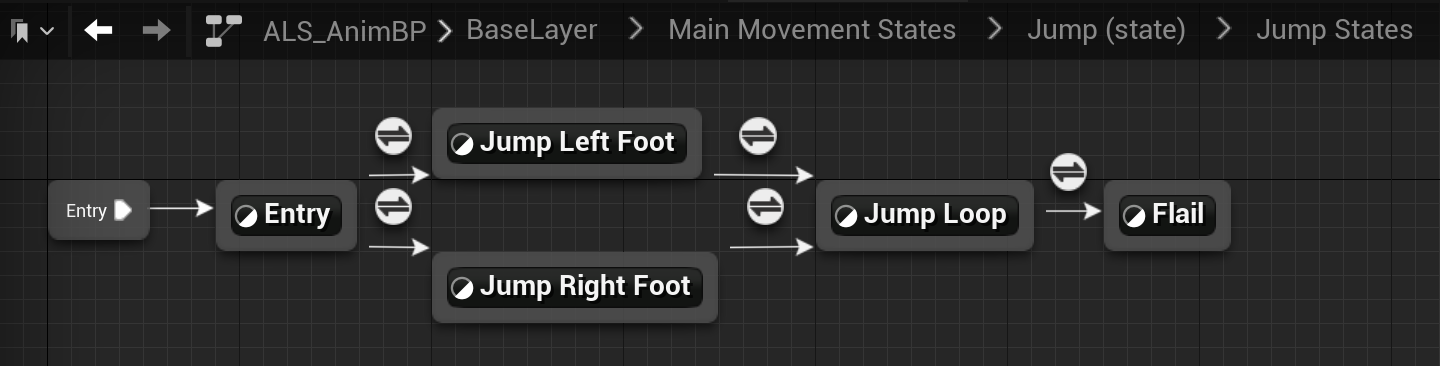 ALS_AnimBP > BaseLayer > Main Movement States > Jump (state) > Jump States
Jump Left Foot
Entry
Entry
Jump Loop
Flail
Jump Right Foot